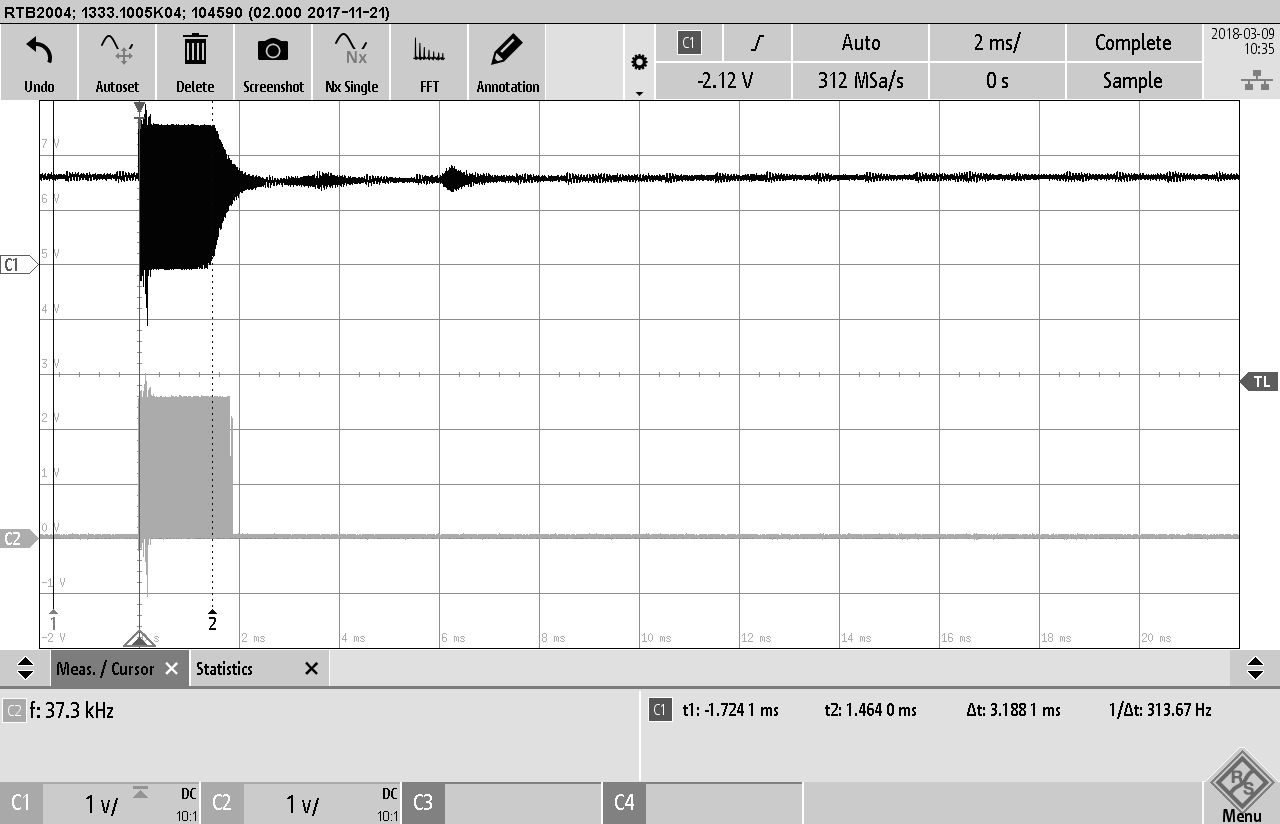 RTB2004; 1333.1005K04; 104590 (02.000 2017-11-21)
Undo
Autoset
Delete
Screenshot
Nx
Nx Single
FFT
Annotation
C1
Auto
2 ms/
Complete
2018-03-09
10:35
-2.12 V
312 MSa/s
0 s
Sample
7 V
6 V
C1
5 V
4 V
3 V
TL
2 V
1 V
C2
0 V
-1 V
1
2
-2 V
s
2 ms
4 ms
6 ms
8 ms
10 ms
12 ms
14 ms
16 ms
18 ms
20 ms
Meas. / Cursor
Statistics
C2 f: 37.3 kHz
C1 t1: -1.724 1 ms t2: 1.464 0 ms Δt: 3.188 1 ms 1/Δt: 313.67 Hz
C1 1 V/ DC 10:1
C2 1 V/ DC 10:1
C3
C4
R S
Menu